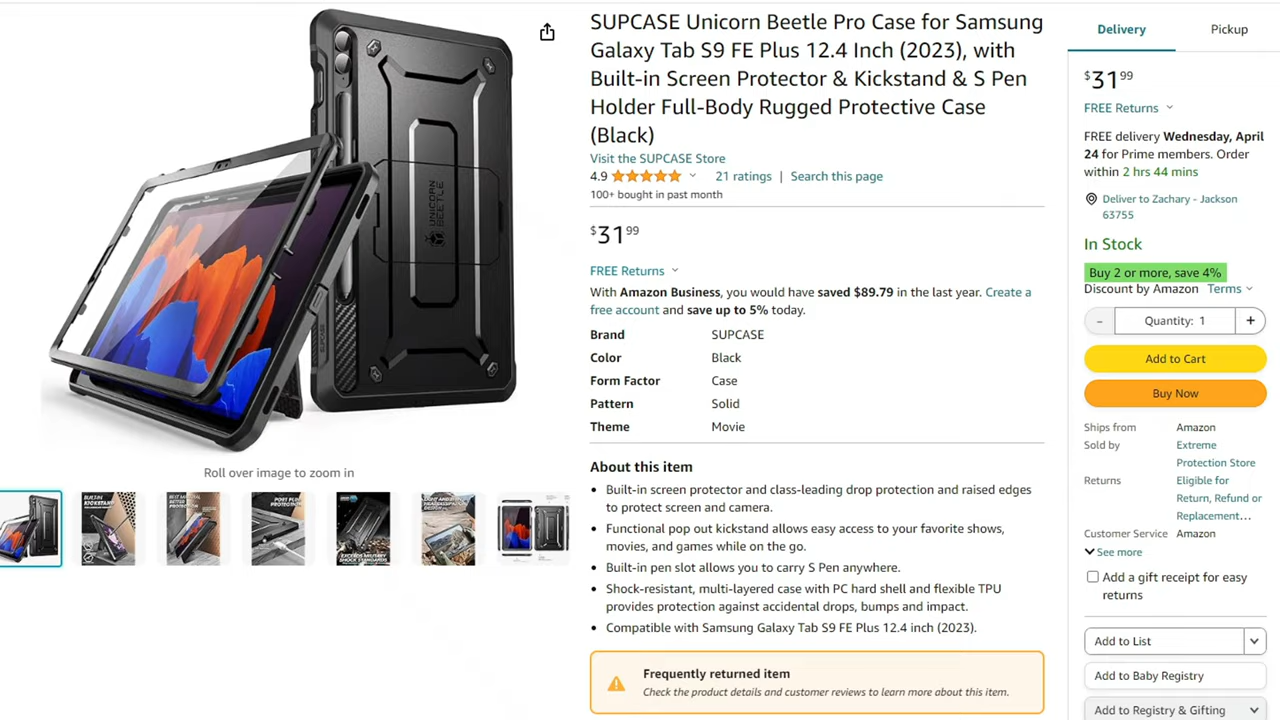 SUPCASE Unicorn Beetle Pro Case for Samsung
Galaxy Tab S9 FE Plus 12.4 Inch (2023), with
Built-in Screen Protector & Kickstand & S Pen
Holder Full-Body Rugged Protective Case
(Black)
Visit the SUPCASE Store
4.9 21 ratings | Search this page
100+ bought in past month
$31 99
FREE Returns
With Amazon Business, you would have saved $89.79 in the last year. Create a
free account and save up to 5% today.
Brand SUPCASE
Color Black
Form Factor Case
Pattern Solid
Theme Movie
About this item
• Built-in screen protector and class-leading drop protection and raised edges
to protect screen and camera.
• Functional pop out kickstand allows easy access to your favorite shows,
movies, and games while on the go.
• Built-in pen slot allows you to carry S Pen anywhere.
• Shock-resistant, multi-layered case with PC hard shell and flexible TPU
provides protection against accidental drops, bumps and impact.
• Compatible with Samsung Galaxy Tab S9 FE Plus 12.4 inch (2023).
Frequently returned item
Check the product details and customer reviews to learn more about this item.
UNICORN
BEETLE
SUPCASE
Roll over image to zoom in
BUILT-IN
KICKSTAND
PORT PLUG
PROTECTION
EXCEEDS MILITARY
SHOCK STANDARDS
Delivery Pickup
$31 99
FREE Returns
FREE delivery Wednesday, April
24 for Prime members. Order
within 2 hrs 44 mins
Deliver to Zachary - Jackson
63755
In Stock
Buy 2 or more, save 4%
Discount by Amazon Terms
- Quantity: 1 +
Add to Cart
Buy Now
Ships from Amazon
Sold by Extreme
Protection Store
Returns Eligible for
Return, Refund or
Replacement…
Customer Service Amazon
See more
Add a gift receipt for easy
returns
Add to List
Add to Baby Registry
Add to Registry & Gifting